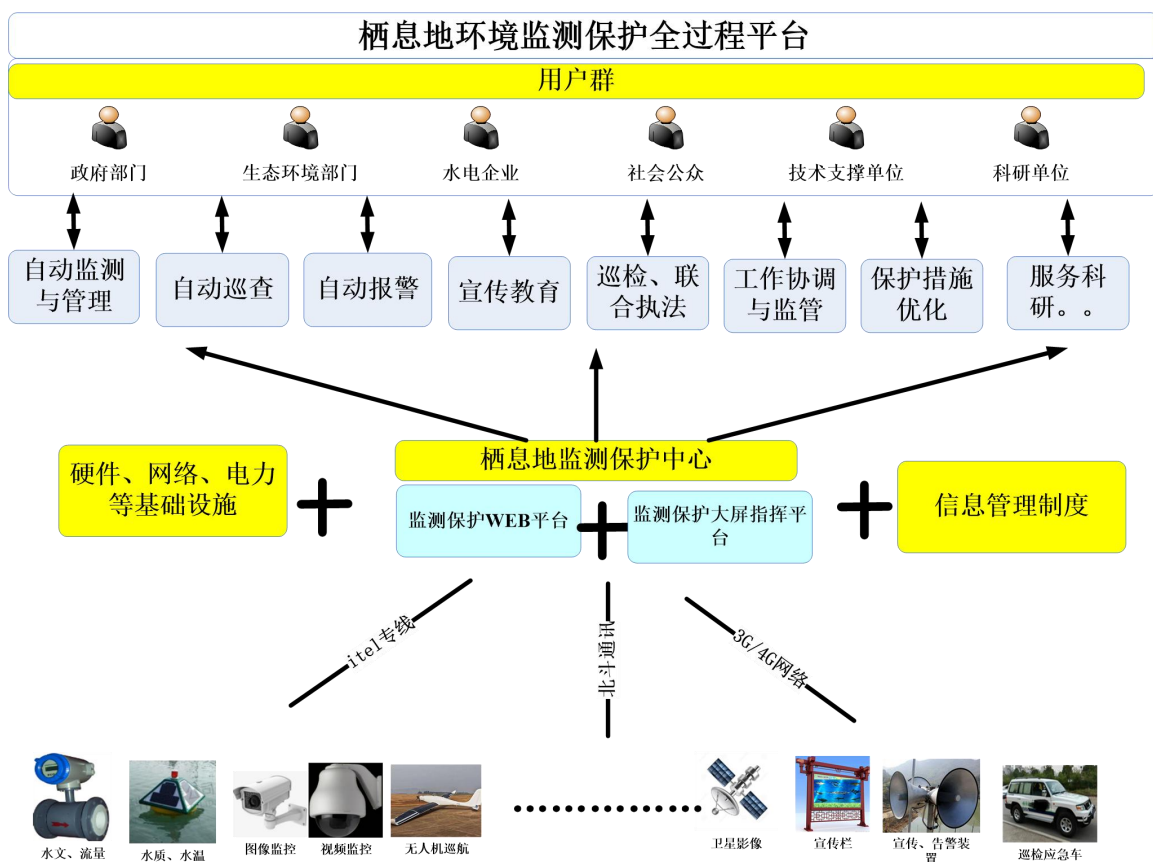 栖息地环境监测保护全过程平台
用户群
政府部门
生态环境部门
水电企业
社会公众
技术支撑单位
科研单位
自动监测
与管理
自动巡查
自动报警
宣传教育
巡检、联
合执法
工作协调
与监管
保护措施
优化
服务科
研。。
栖息地监测保护中心
硬件、网络、电力
等基础设施
监测保护WEB平台
监测保护大屏指挥平
台
信息管理制度
itel专线
北斗通讯
3G/4G网络
水文、流量
水质、水温
图像监控
视频监控
无人机巡航
卫星影像
宣传栏
宣传、告警装
置
巡检应急车